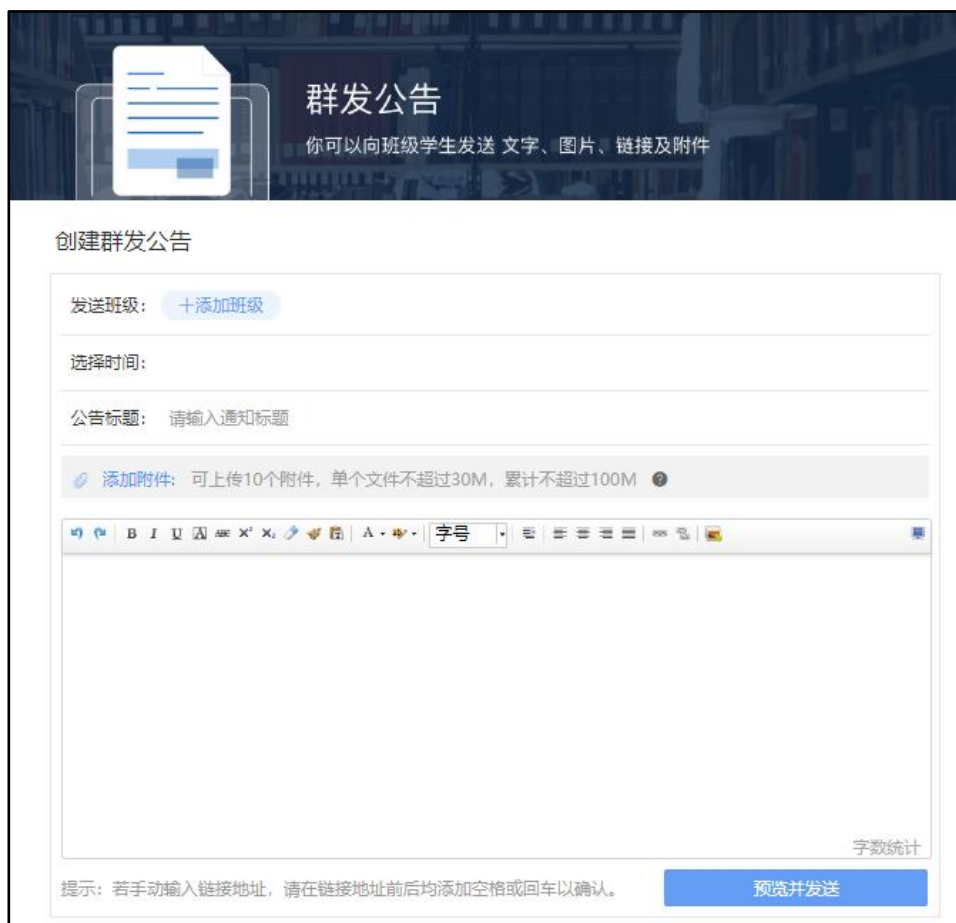 群发公告
你可以向班级学生发送 文字、图片、链接及附件
创建群发公告
发送班级: +添加班级
选择时间:
公告标题: 请输入通知标题
添加附件: 可上传10个附件, 单个文件不超过30M, 累计不超过100M ?
B I U A ABC X² X₂ A 字号
字数统计
提示: 若手动输入链接地址, 请在链接地址前后均添加空格或回车以确认。 预览并发送